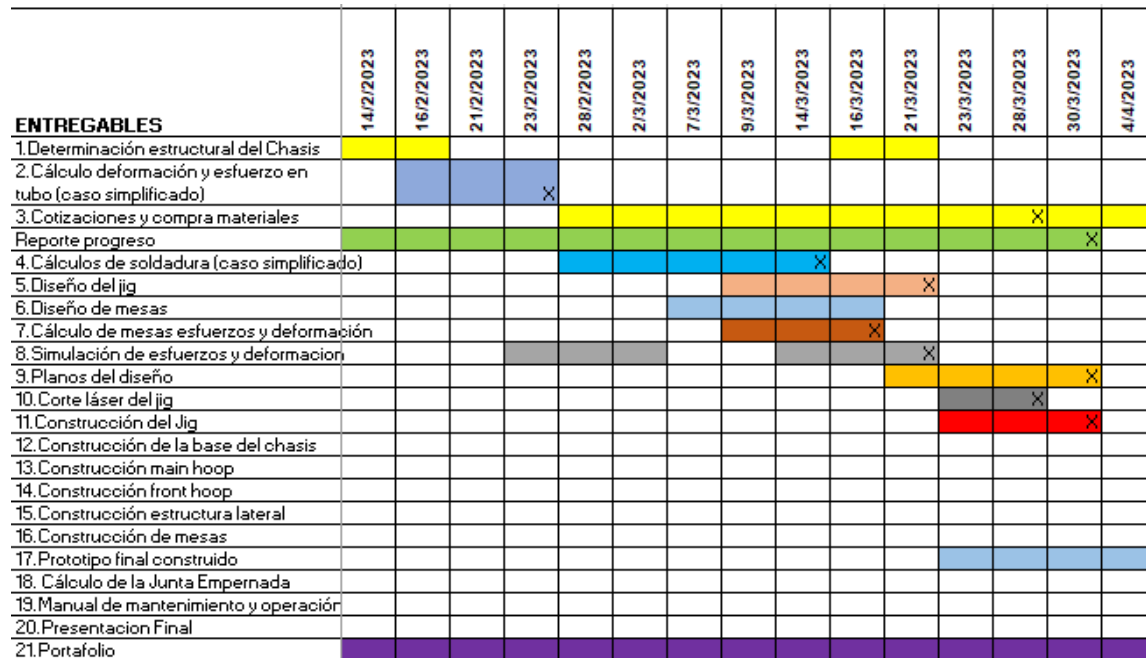 ENTREGABLES 14/2/2023 16/2/2023 21/2/2023 23/2/2023 28/2/2023 2/3/2023 7/3/2023 9/3/2023 14/3/2023 16/3/2023 21/3/2023 23/3/2023 28/3/2023 30/3/2023 4/4/2023
1.Determinación estructural del Chasis
2.Cálculo deformación y esfuerzo en
tubo (caso simplificado) X
3.Cotizaciones y compra materiales X
Reporte progreso X
4.Cálculos de soldadura (caso simplificado) X
5.Diseño del jig X
6.Diseño de mesas
7.Cálculo de mesas esfuerzos y deformación X
8.Simulación de esfuerzos y deformacion X
9.Planos del diseño X
10.Corte láser del jig X
11.Construcción del Jig X
12.Construcción de la base del chasis
13.Construcción main hoop
14.Construcción front hoop
15.Construcción estructura lateral
16.Construcción de mesas
17.Prototipo final construido
18. Cálculo de la Junta Empernada
19.Manual de mantenimiento y operación
20.Presentacion Final
21.Portafolio